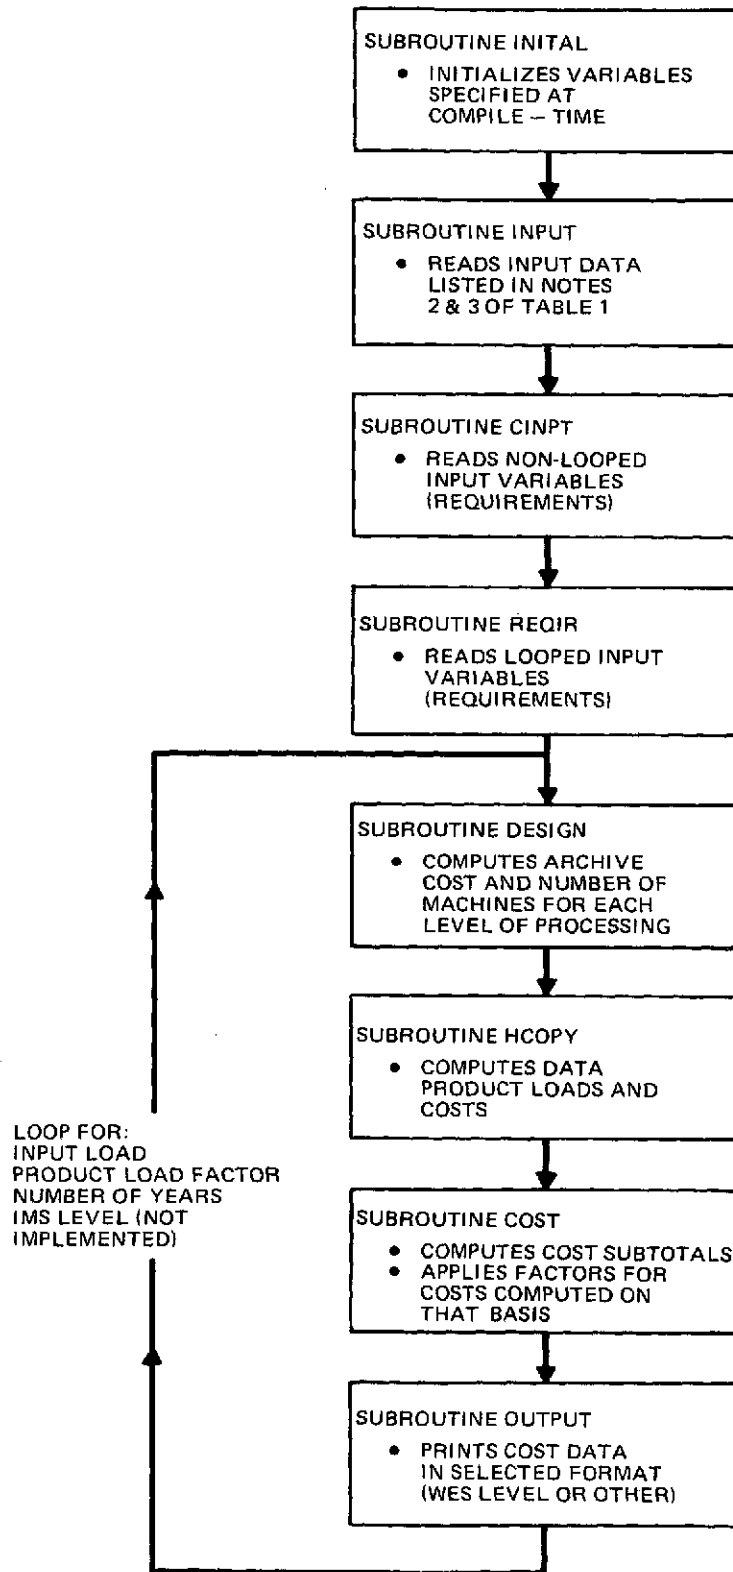 SUBROUTINE INITAL
• INITIALIZES VARIABLES
SPECIFIED AT
COMPILE – TIME
SUBROUTINE INPUT
• READS INPUT DATA
LISTED IN NOTES
2 & 3 OF TABLE 1
SUBROUTINE CINPT
• READS NON-LOOPED
INPUT VARIABLES
(REQUIREMENTS)
SUBROUTINE REQIR
• READS LOOPED INPUT
VARIABLES
(REQUIREMENTS)
SUBROUTINE DESIGN
• COMPUTES ARCHIVE
COST AND NUMBER OF
MACHINES FOR EACH
LEVEL OF PROCESSING
SUBROUTINE HCOPY
• COMPUTES DATA
PRODUCT LOADS AND
COSTS
LOOP FOR:
INPUT LOAD
PRODUCT LOAD FACTOR
NUMBER OF YEARS
IMS LEVEL (NOT
IMPLEMENTED)
SUBROUTINE COST
• COMPUTES COST SUBTOTALS
• APPLIES FACTORS FOR
COSTS COMPUTED ON
THAT BASIS
SUBROUTINE OUTPUT
• PRINTS COST DATA
IN SELECTED FORMAT
(WES LEVEL OR OTHER)